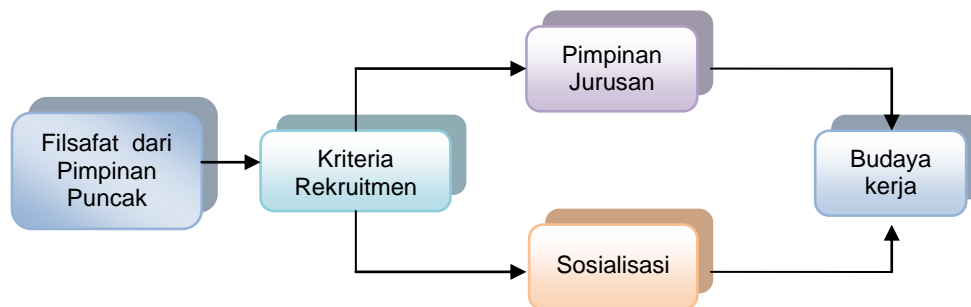 Filsafat dari
Pimpinan
Puncak
Kriteria
Rekruitmen
Pimpinan
Jurusan
Sosialisasi
Budaya
kerja